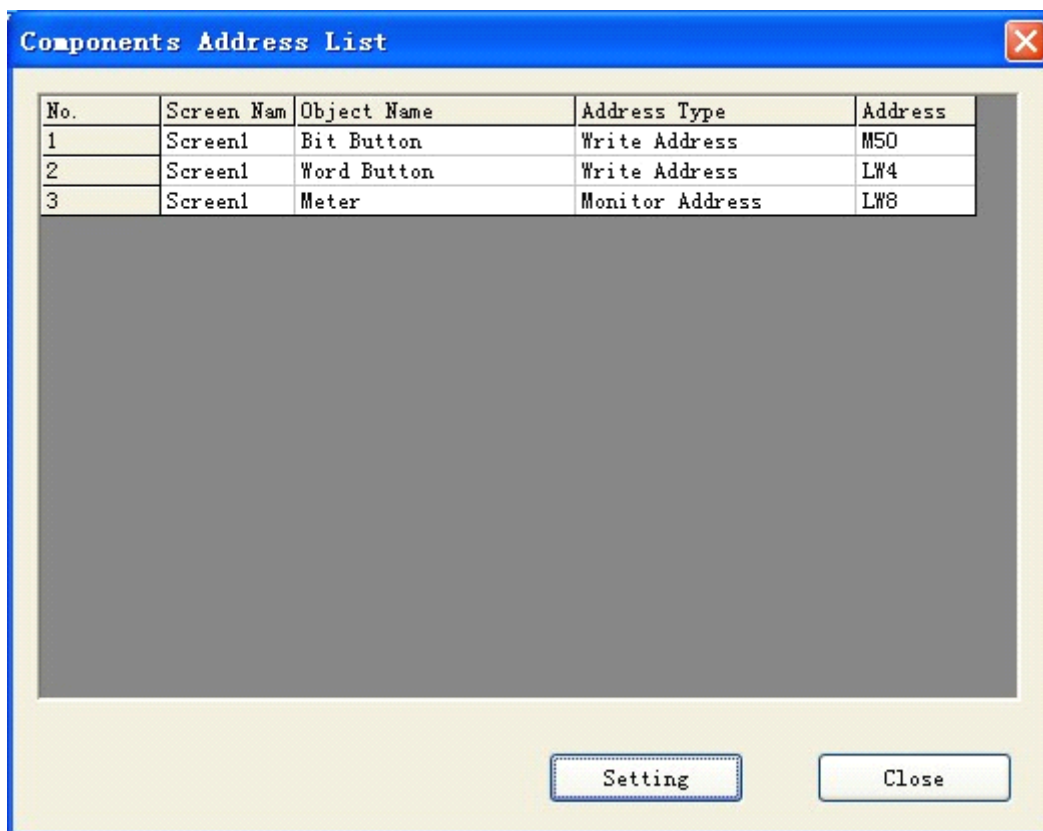 Components Address List
No. Screen Nam Object Name Address Type Address
1 Screen1 Bit Button Write Address M50
2 Screen1 Word Button Write Address LW4
3 Screen1 Meter Monitor Address LW8
Setting Close